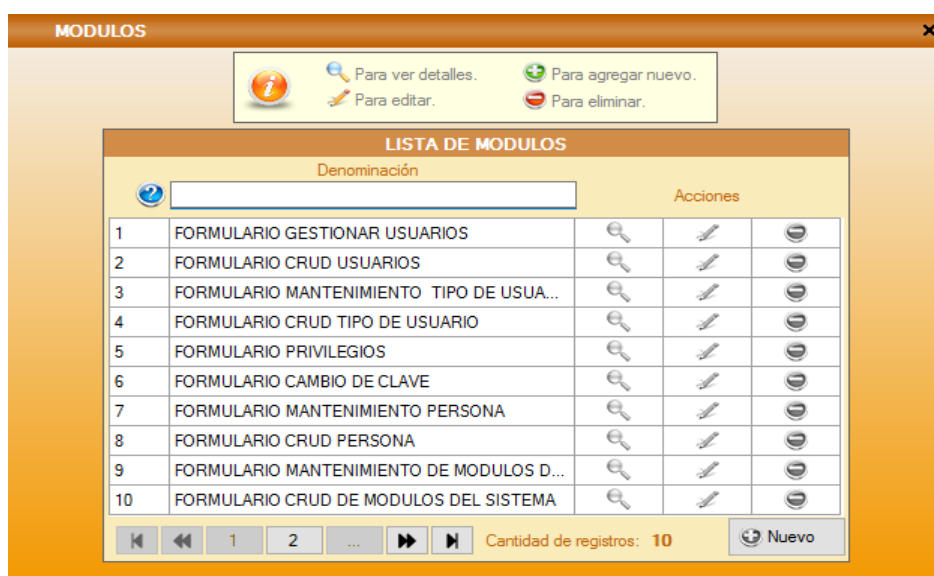 MODULOS
Para ver detalles. Para agregar nuevo.
Para editar. Para eliminar.
LISTA DE MODULOS
Denominación
Acciones
1 FORMULARIO GESTIONAR USUARIOS
2 FORMULARIO CRUD USUARIOS
3 FORMULARIO MANTENIMIENTO TIPO DE USUA...
4 FORMULARIO CRUD TIPO DE USUARIO
5 FORMULARIO PRIVILEGIOS
6 FORMULARIO CAMBIO DE CLAVE
7 FORMULARIO MANTENIMIENTO PERSONA
8 FORMULARIO CRUD PERSONA
9 FORMULARIO MANTENIMIENTO DE MODULOS D...
10 FORMULARIO CRUD DE MODULOS DEL SISTEMA
1 2 ... Cantidad de registros: 10 Nuevo